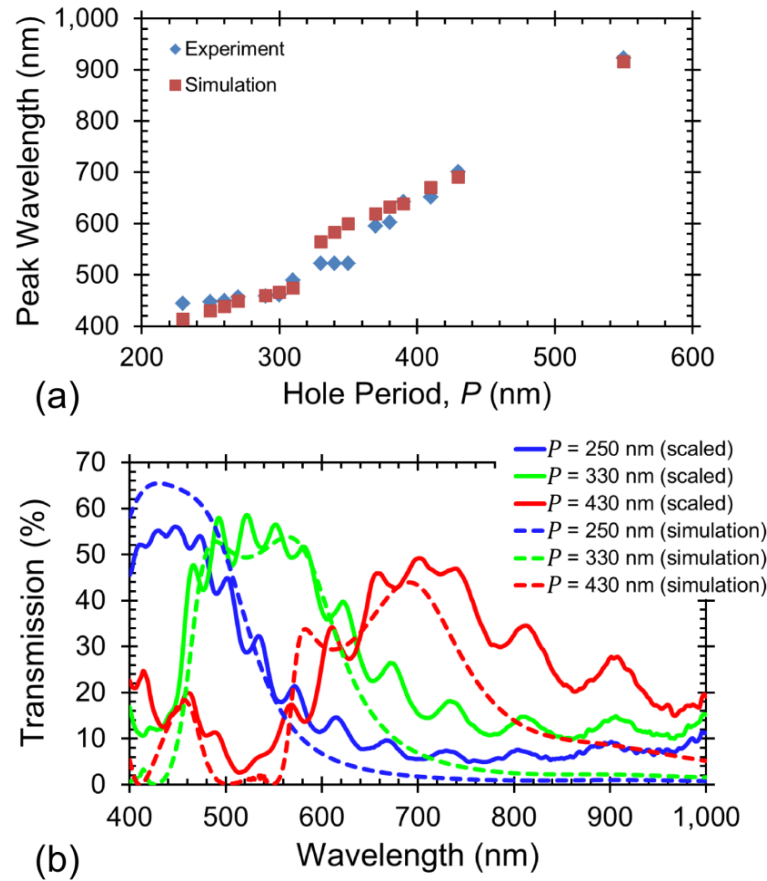 1,000
900
800
700
600
500
400
Peak Wavelength (nm)
Experiment
Simulation
200 300 400 500 600
Hole Period, P (nm)
(a)
P = 250 nm (scaled)
P = 330 nm (scaled)
P = 430 nm (scaled)
P = 250 nm (simulation)
P = 330 nm (simulation)
P = 430 nm (simulation)
70
60
50
40
30
20
10
0
Transmission (%)
400 500 600 700 800 900 1,000
Wavelength (nm)
(b)